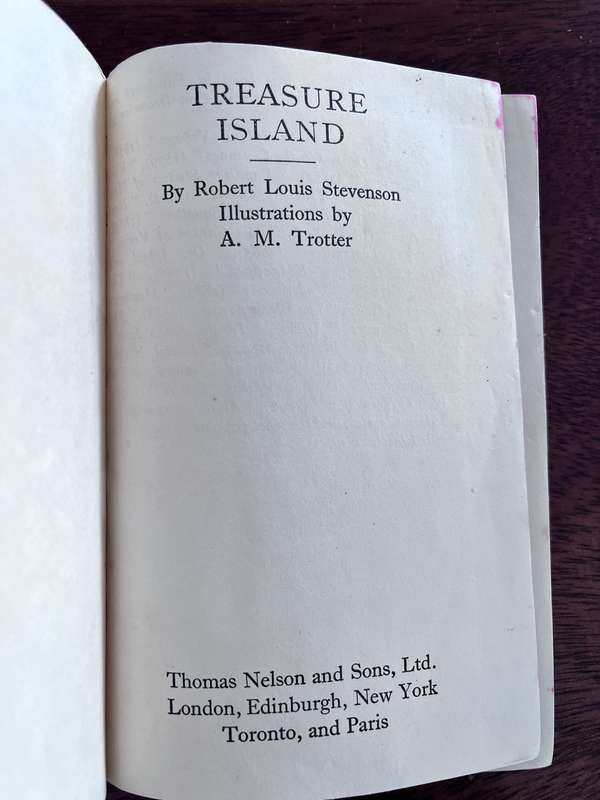 TREASURE
ISLAND
By Robert Louis Stevenson
Illustrations by
A. M. Trotter
Thomas Nelson and Sons, Ltd.
London, Edinburgh, New York
Toronto, and Paris